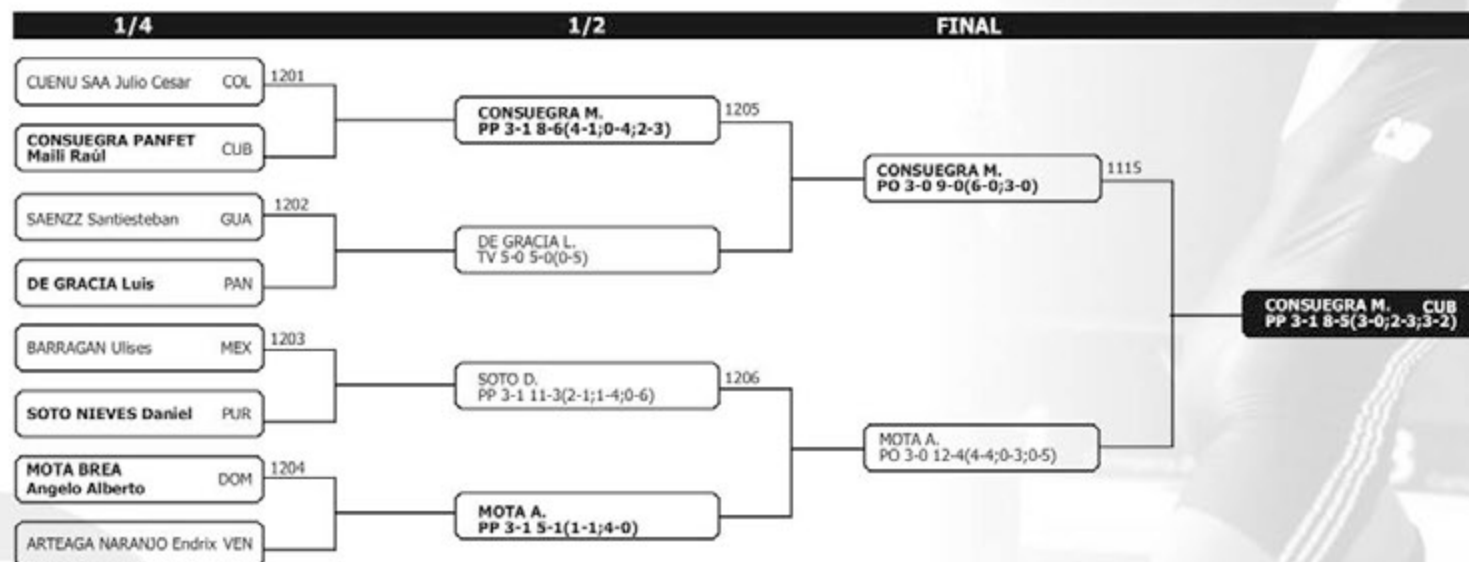 1/4 1/2 FINAL
CUENU SAA Julio Cesar COL 1201
CONSUEGRA PANFET
Maili Raúl CUB
SAENZZ Santiesteban GUA 1202
DE GRACIA Luis PAN
BARRAGAN Ulises MEX 1203
SOTO NIEVES Daniel PUR
MOTA BREA
Angelo Alberto DOM 1204
ARTEAGA NARANJO Endrix VEN
CONSUEGRA M. 1205
PP 3-1 8-6(4-1;0-4;2-3)
DE GRACIA L.
TV 5-0 5-0(0-5)
SOTO D. 1206
PP 3-1 11-3(2-1;1-4;0-6)
MOTA A.
PP 3-1 5-1(1-1;4-0)
CONSUEGRA M. 1115
PO 3-0 9-0(6-0;3-0)
MOTA A.
PO 3-0 12-4(4-4;0-3;0-5)
CONSUEGRA M. CUB
PP 3-1 8-5(3-0;2-3;3-2)